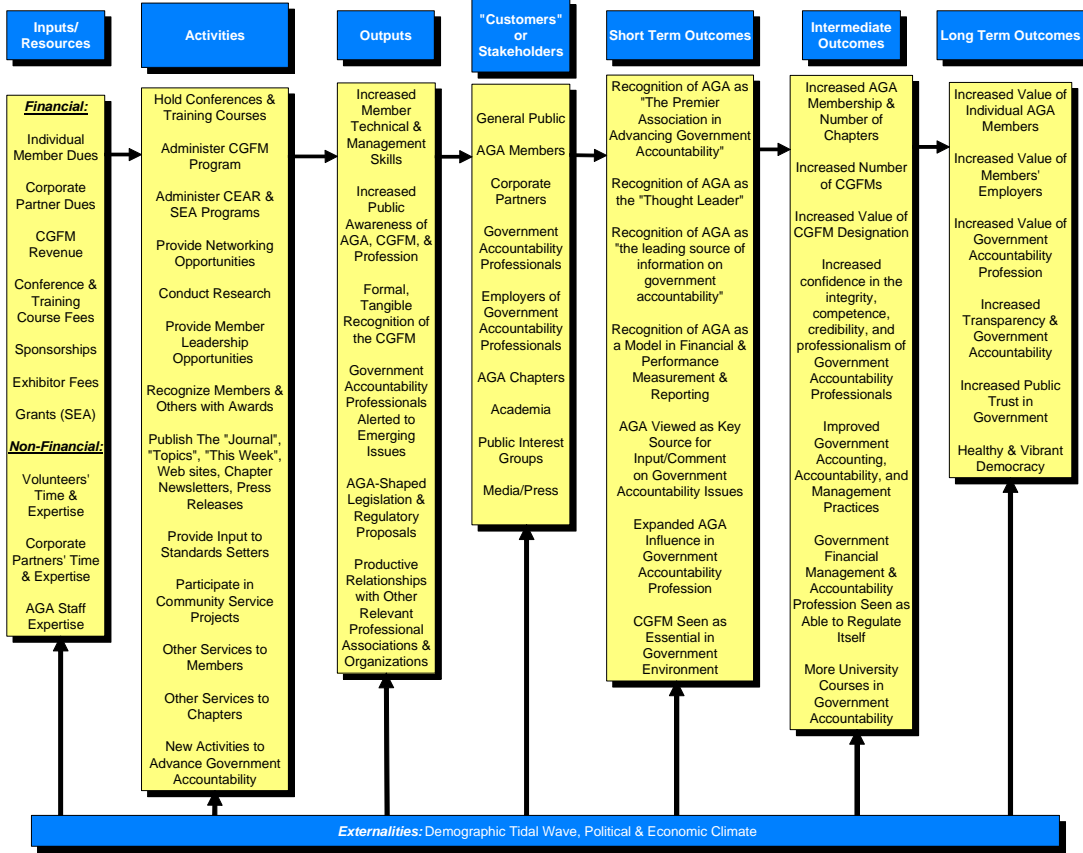 Inputs/
Resources
Activities
Outputs
"Customers"
or
Stakeholders
Short Term Outcomes
Intermediate
Outcomes
Long Term Outcomes
Financial:
Individual
Member Dues
Corporate
Partner Dues
CGFM
Revenue
Conference &
Training
Course Fees
Sponsorships
Exhibitor Fees
Grants (SEA)
Non-Financial:
Volunteers'
Time &
Expertise
Corporate
Partners' Time
& Expertise
AGA Staff
Expertise
Hold Conferences &
Training Courses
Administer CGFM
Program
Administer CEAR &
SEA Programs
Provide Networking
Opportunities
Conduct Research
Provide Member
Leadership
Opportunities
Recognize Members &
Others with Awards
Publish The "Journal",
"Topics", "This Week",
Web sites, Chapter
Newsletters, Press
Releases
Provide Input to
Standards Setters
Participate in
Community Service
Projects
Other Services to
Members
Other Services to
Chapters
New Activities to
Advance Government
Accountability
Increased
Member
Technical &
Management
Skills
Increased
Public
Awareness of
AGA, CGFM, &
Profession
Formal,
Tangible
Recognition of
the CGFM
Government
Accountability
Professionals
Alerted to
Emerging
Issues
AGA-Shaped
Legislation &
Regulatory
Proposals
Productive
Relationships
with Other
Relevant
Professional
Associations &
Organizations
General Public
AGA Members
Corporate
Partners
Government
Accountability
Professionals
Employers of
Government
Accountability
Professionals
AGA Chapters
Academia
Public Interest
Groups
Media/Press
Recognition of AGA as
"The Premier
Association in
Advancing Government
Accountability"
Recognition of AGA as
the "Thought Leader"
Recognition of AGA as
"the leading source of
information on
government
accountability"
Recognition of AGA as
a Model in Financial &
Performance
Measurement &
Reporting
AGA Viewed as Key
Source for
Input/Comment
on Government
Accountability Issues
Expanded AGA
Influence in
Government
Accountability
Profession
CGFM Seen as
Essential in
Government
Environment
Increased AGA
Membership &
Number of
Chapters
Increased Number
of CGFMs
Increased Value of
CGFM Designation
Increased
confidence in the
integrity,
competence,
credibility, and
professionalism of
Government
Accountability
Professionals
Improved
Government
Accounting,
Accountability, and
Management
Practices
Government
Financial
Management &
Accountability
Profession Seen as
Able to Regulate
Itself
More University
Courses in
Government
Accountability
Increased Value of
Individual AGA
Members
Increased Value of
Members'
Employers
Increased Value of
Government
Accountability
Profession
Increased
Transparency &
Government
Accountability
Increased Public
Trust in
Government
Healthy & Vibrant
Democracy
Externalities: Demographic Tidal Wave, Political & Economic Climate